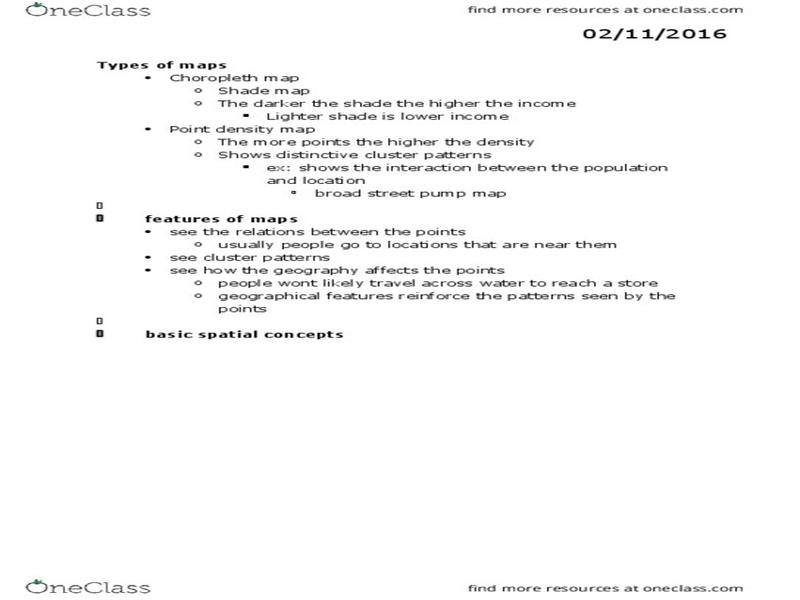 OneClass
find more resources at oneclass.com
02/11/2016
Types of maps
• Choropleth map
o Shade map
o The darker the shade the higher the income
▪ Lighter shade is lower income
• Point density map
o The more points the higher the density
o Shows distinctive cluster patterns
▪ ex: shows the interaction between the population
and location
▪ broad street pump map
features of maps
• see the relations between the points
o usually people go to locations that are near them
• see cluster patterns
• see how the geography affects the points
o people wont likely travel across water to reach a store
o geographical features reinforce the patterns seen by the
points
basic spatial concepts
OneClass
find more resources at oneclass.com